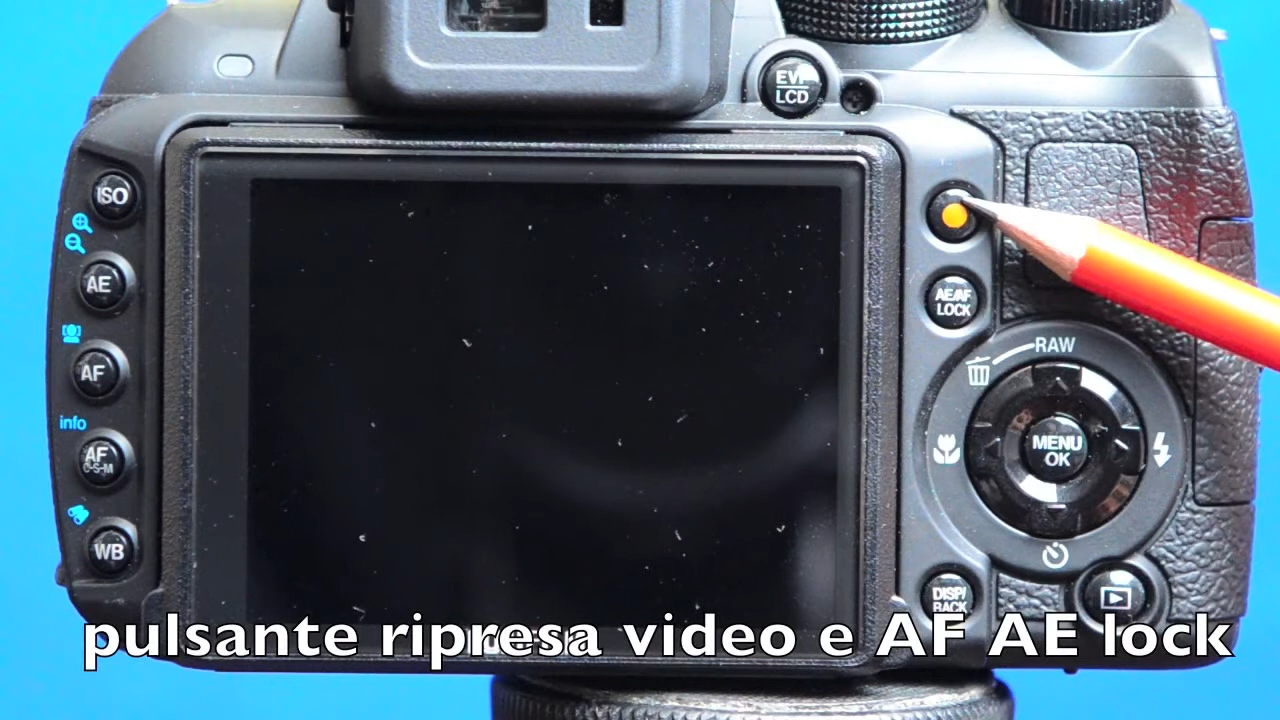 EVF
LCD
ISO
AE
AE/AF
LOCK
RAW
AF
info
AF
C-S-M
MENU
OK
WB
DISP/
BACK
pulsante ripresa video e AF AE lock